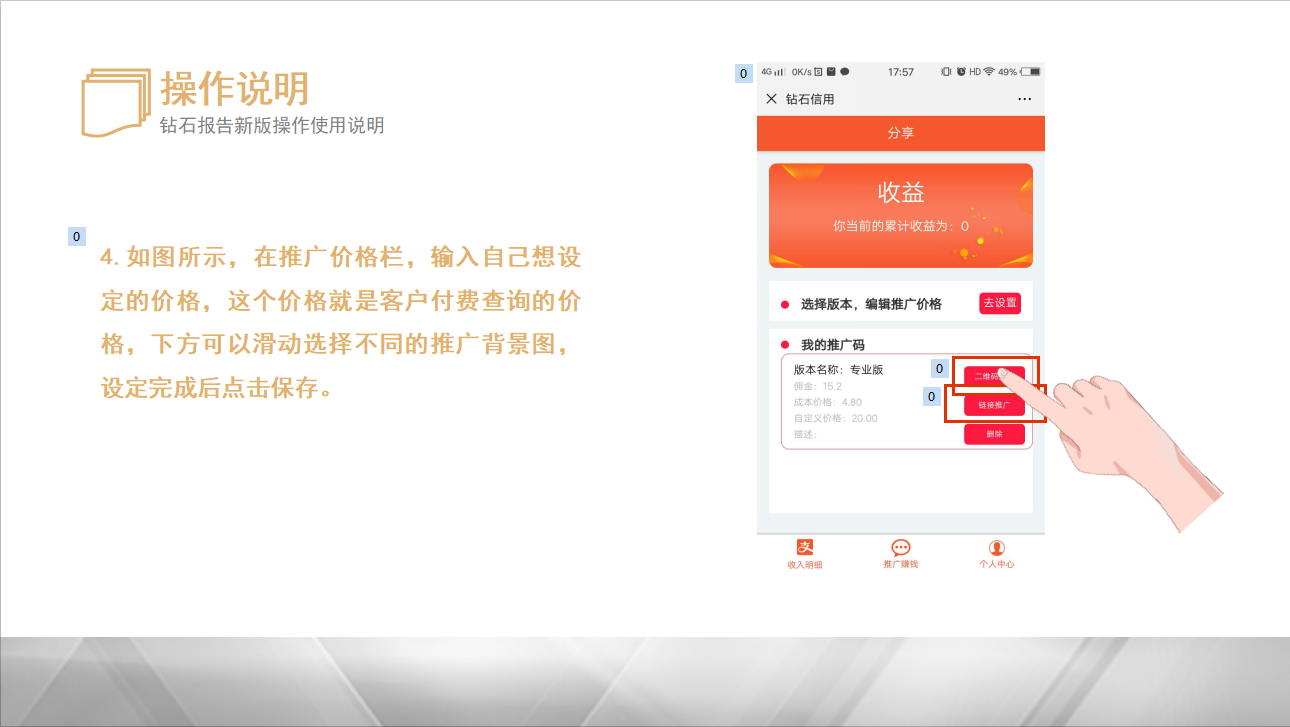 操作说明
钻石报告新版操作使用说明
0
4. 如图所示，在推广价格栏，输入自己想设
定的价格，这个价格就是客户付费查询的价
格，下方可以滑动选择不同的推广背景图，
设定完成后点击保存。
0
4G 0K/s 17:57 HD 49%
钻石信用
分享
收益
你当前的累计收益为：0
选择版本，编辑推广价格 去设置
我的推广码
版本名称：专业版
0 二维码
佣金：15.2
0 链接推广
成本价格：4.80
自定义价格：20.00
描述：
删除
收入明细 推广赚钱 个人中心